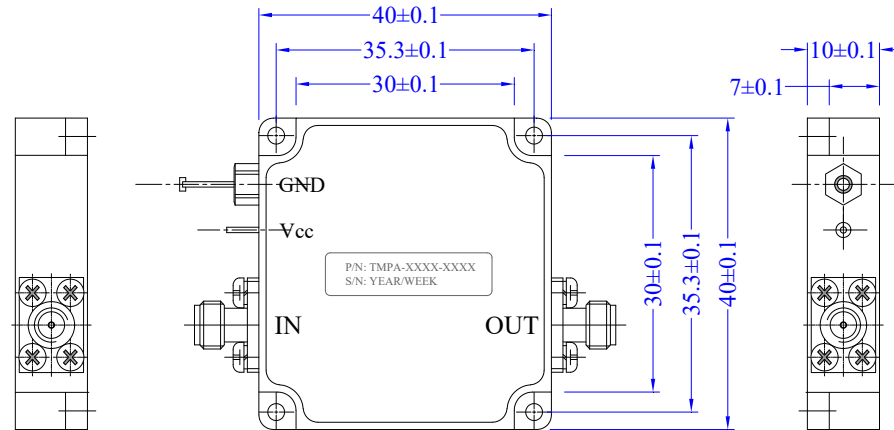 40±0.1
35.3±0.1
30±0.1
10±0.1
7±0.1
GND
Vcc
P/N: TMPA-XXXX-XXXX
S/N: YEAR/WEEK
IN
OUT
30±0.1
35.3±0.1
40±0.1